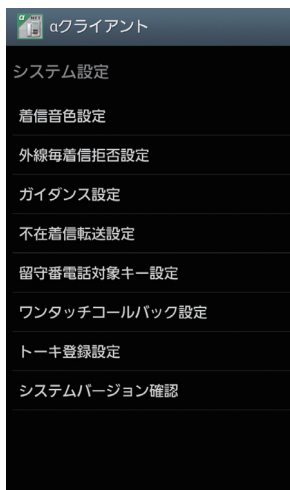 αクライアント
システム設定
着信音色設定
外線毎着信拒否設定
ガイダンス設定
不在着信転送設定
留守番電話対象キー設定
ワンタッチコールバック設定
トーキ登録設定
システムバージョン確認